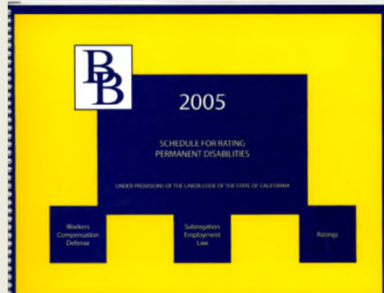 BB
2005
SCHEDULE FOR RATING
PERMANENT DISABILITIES
UNDER PROVISIONS OF THE LABOR CODE OF THE STATE OF CALIFORNIA
Workers
Compensation
Defense
Subrogation
Employment
Law
Ratings